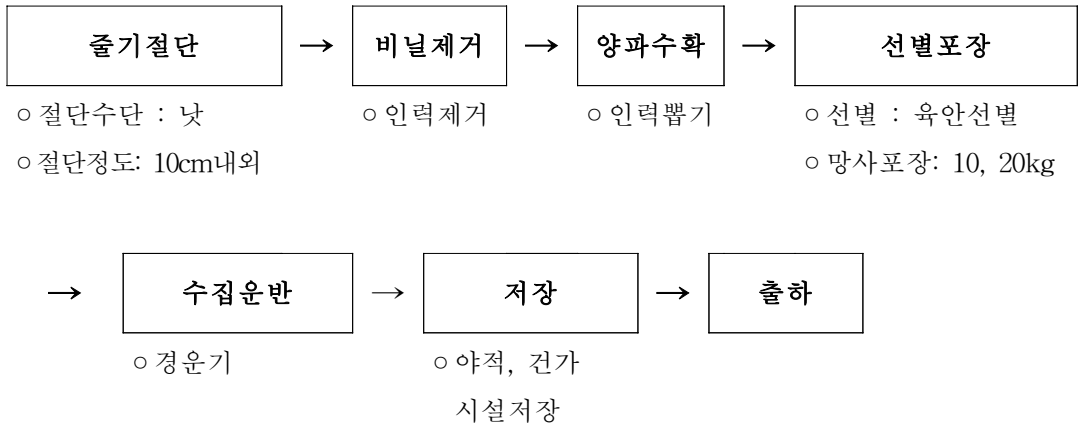 줄기절단 → 비닐제거 → 양파수확 → 선별포장
○ 절단수단 : 낫 ○ 인력제거 ○ 인력뽑기 ○ 선별 : 육안선별
○ 절단정도: 10cm내외 ○ 망사포장: 10, 20kg
→ 수집운반 → 저장 → 출하
○ 경운기 ○ 야적, 건가
시설저장